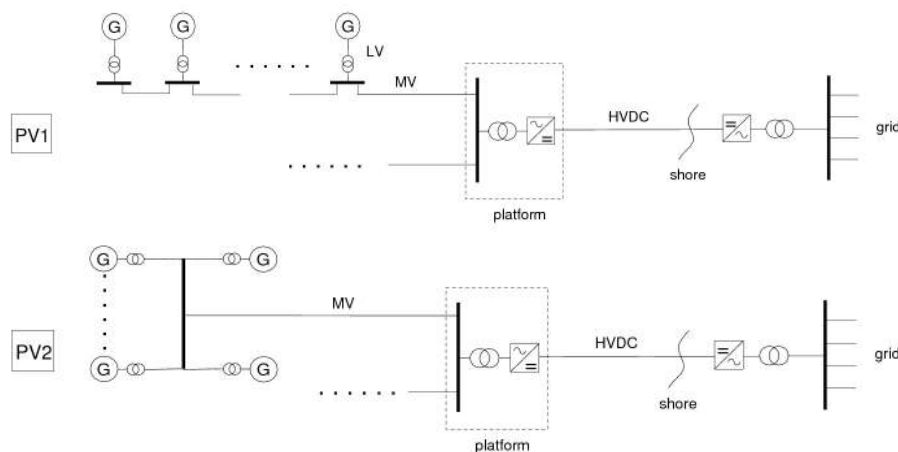 G G G
LV
MV
PV1
HVDC
grid
shore
platform
G G
MV
PV2
HVDC
grid
G G
shore
platform